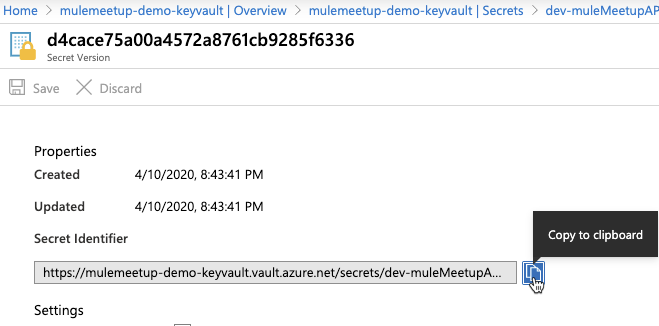 Home > mulemeetup-demo-keyvault | Overview > mulemeetup-demo-keyvault | Secrets > dev-muleMeetupAP
d4cace75a00a4572a8761cb9285f6336
Secret Version
Save Discard
Properties
Created 4/10/2020, 8:43:41 PM
Updated 4/10/2020, 8:43:41 PM
Secret Identifier
Copy to clipboard
https://mulemeetup-demo-keyvault.vault.azure.net/secrets/dev-muleMeetupA...
Settings